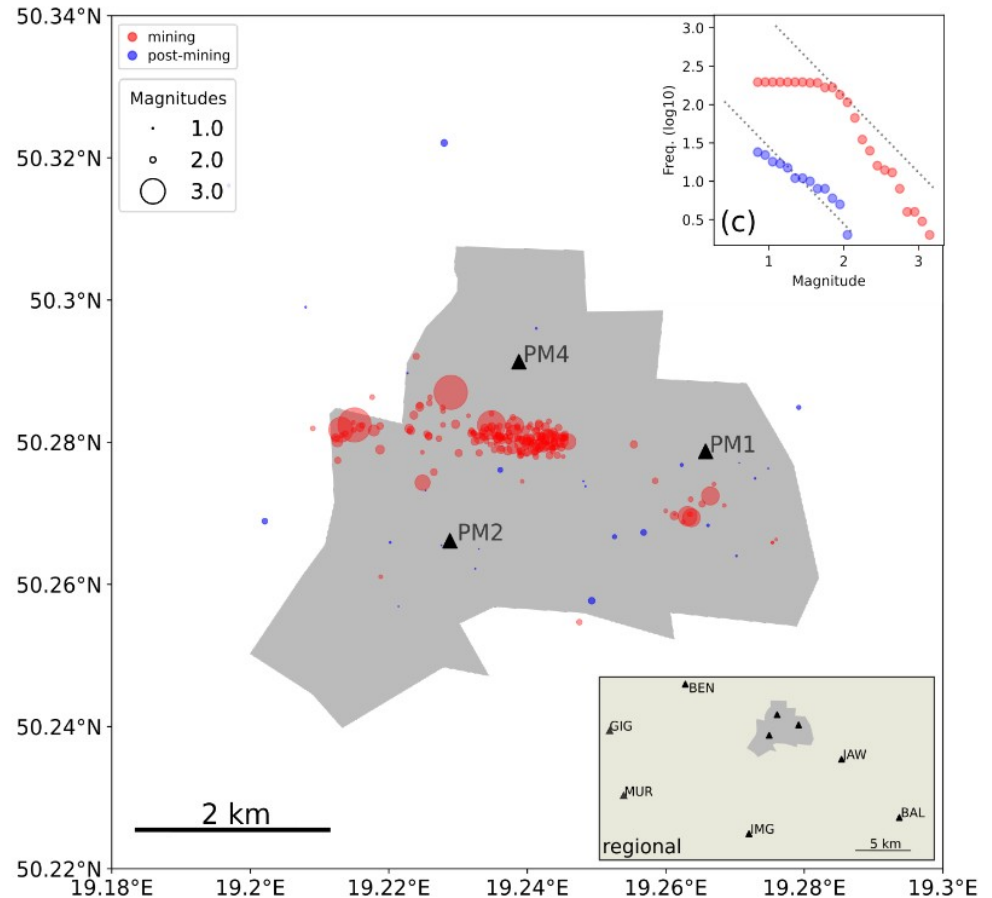 50.34°N
50.32°N
50.3°N
50.28°N
50.26°N
50.24°N
50.22°N
19.18°E
19.2°E
19.22°E
19.24°E
19.26°E
19.28°E
19.3°E
mining
post-mining
Magnitudes
1.0
2.0
3.0
PM4
PM1
PM2
2 km
3.0
2.5
2.0
1.5
1.0
0.5
Freq. (log10)
(c)
1
2
3
Magnitude
BEN
GIG
JAW
MUR
BAL
IMG
regional
5 km